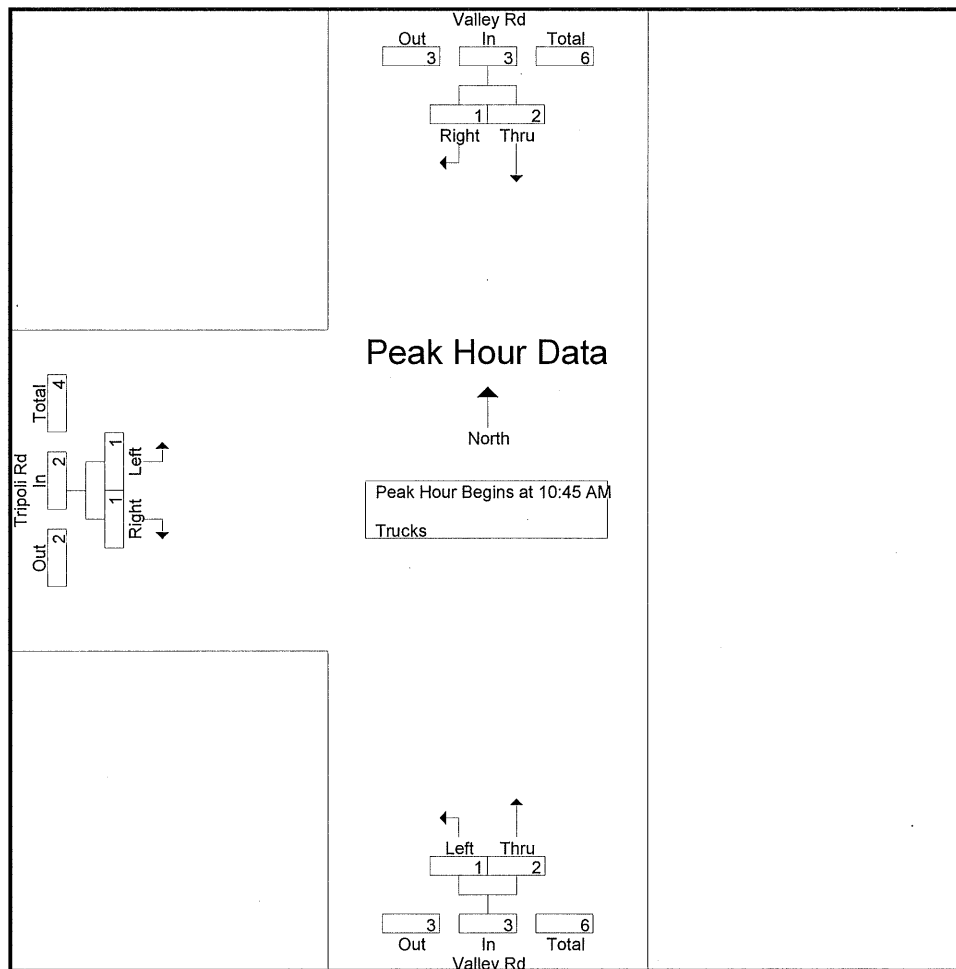 Valley Rd
Out In Total
3 3 6
1 2
Right Thru
Peak Hour Data
North
Peak Hour Begins at 10:45 AM
Trucks
Tripoli Rd
Out In Total
2 2 4
Right Left
1 1
Left Thru
1 2
3 3 6
Out In Total
Valley Rd